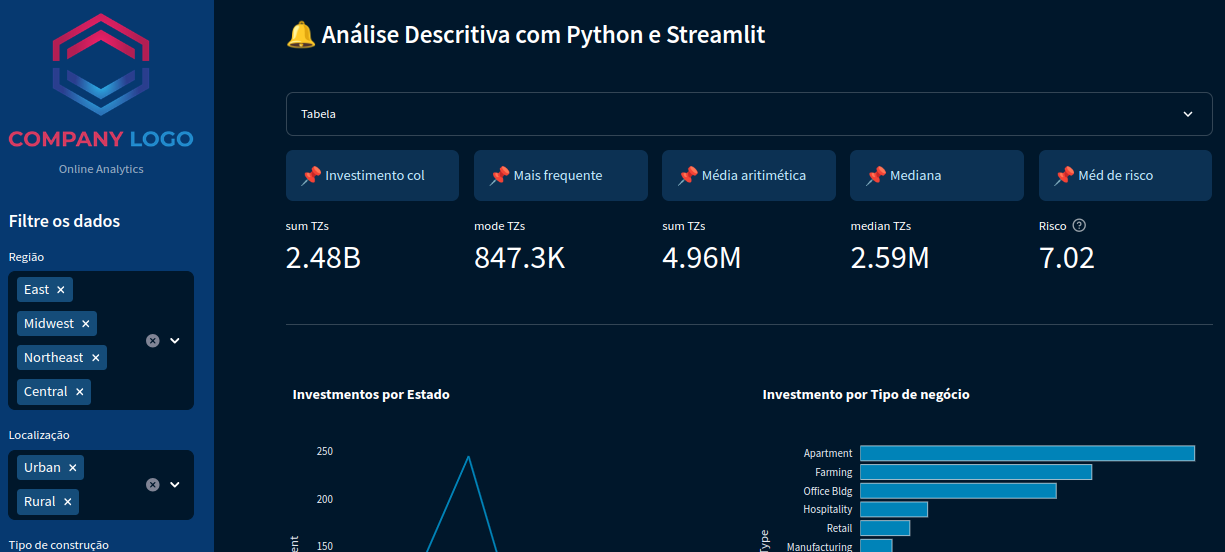 COMPANY LOGO
Online Analytics
Filtre os dados
Região
East
Midwest
Northeast
Central
Localização
Urban
Rural
Tipo de construção
Análise Descritiva com Python e Streamlit
Tabela
Investimento col
Mais frequente
Média aritimética
Mediana
Méd de risco
sum TZs
mode TZs
sum TZs
median TZs
Risco
2.48B
847.3K
4.96M
2.59M
7.02
Investimentos por Estado
250
200
150
ent
Investimento por Tipo de negócio
Apartment
Farming
Office Bldg
Hospitality
Retail
Manufacturing
Type